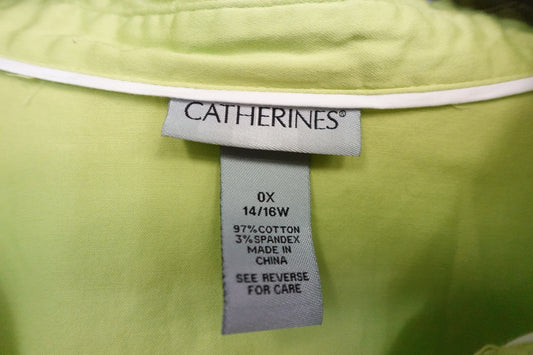 CATHERINES®
0X
14/16W
97% COTTON
3% SPANDEX
MADE IN
CHINA
SEE REVERSE
FOR CARE